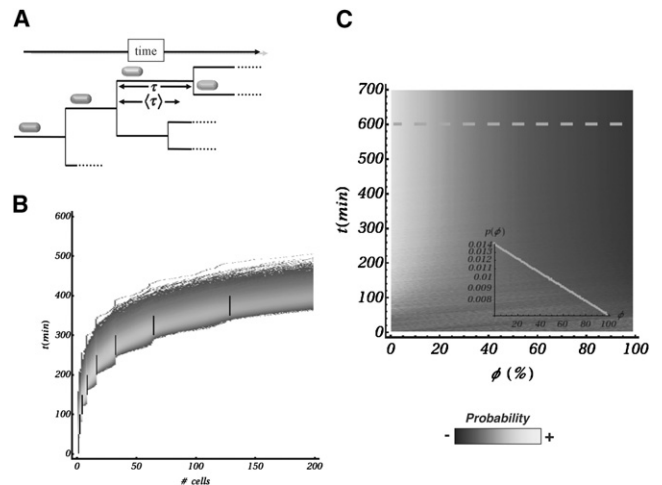 A
time
τ
⟨τ⟩
B
t(min)
600
500
400
300
200
100
0
0 50 100 150 200
# cells
C
t(min)
700
600
500
400
300
200
100
0
p(ϕ)
0.014
0.013
0.012
0.011
0.01
0.009
0.008
20 40 60 80 100
ϕ
0 20 40 60 80 100
ϕ (%)
Probability
- +